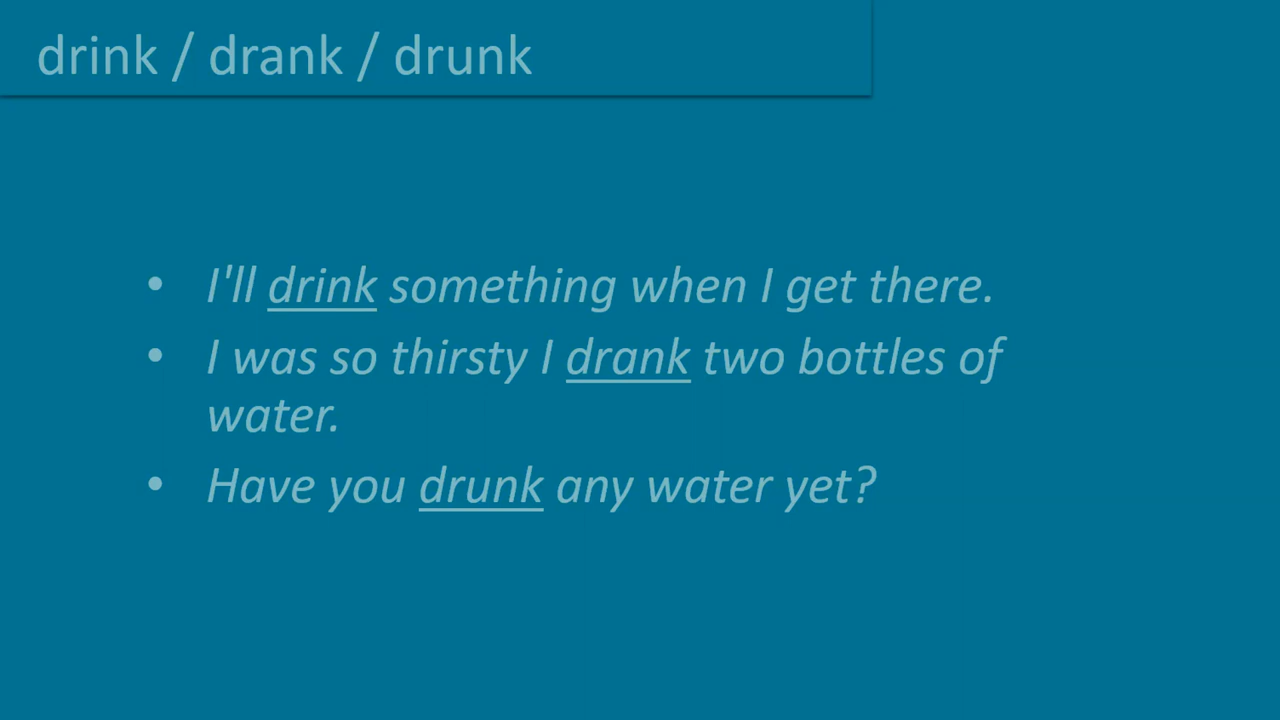 drink / drank / drunk
• I'll drink something when I get there.
• I was so thirsty I drank two bottles of
water.
• Have you drunk any water yet?